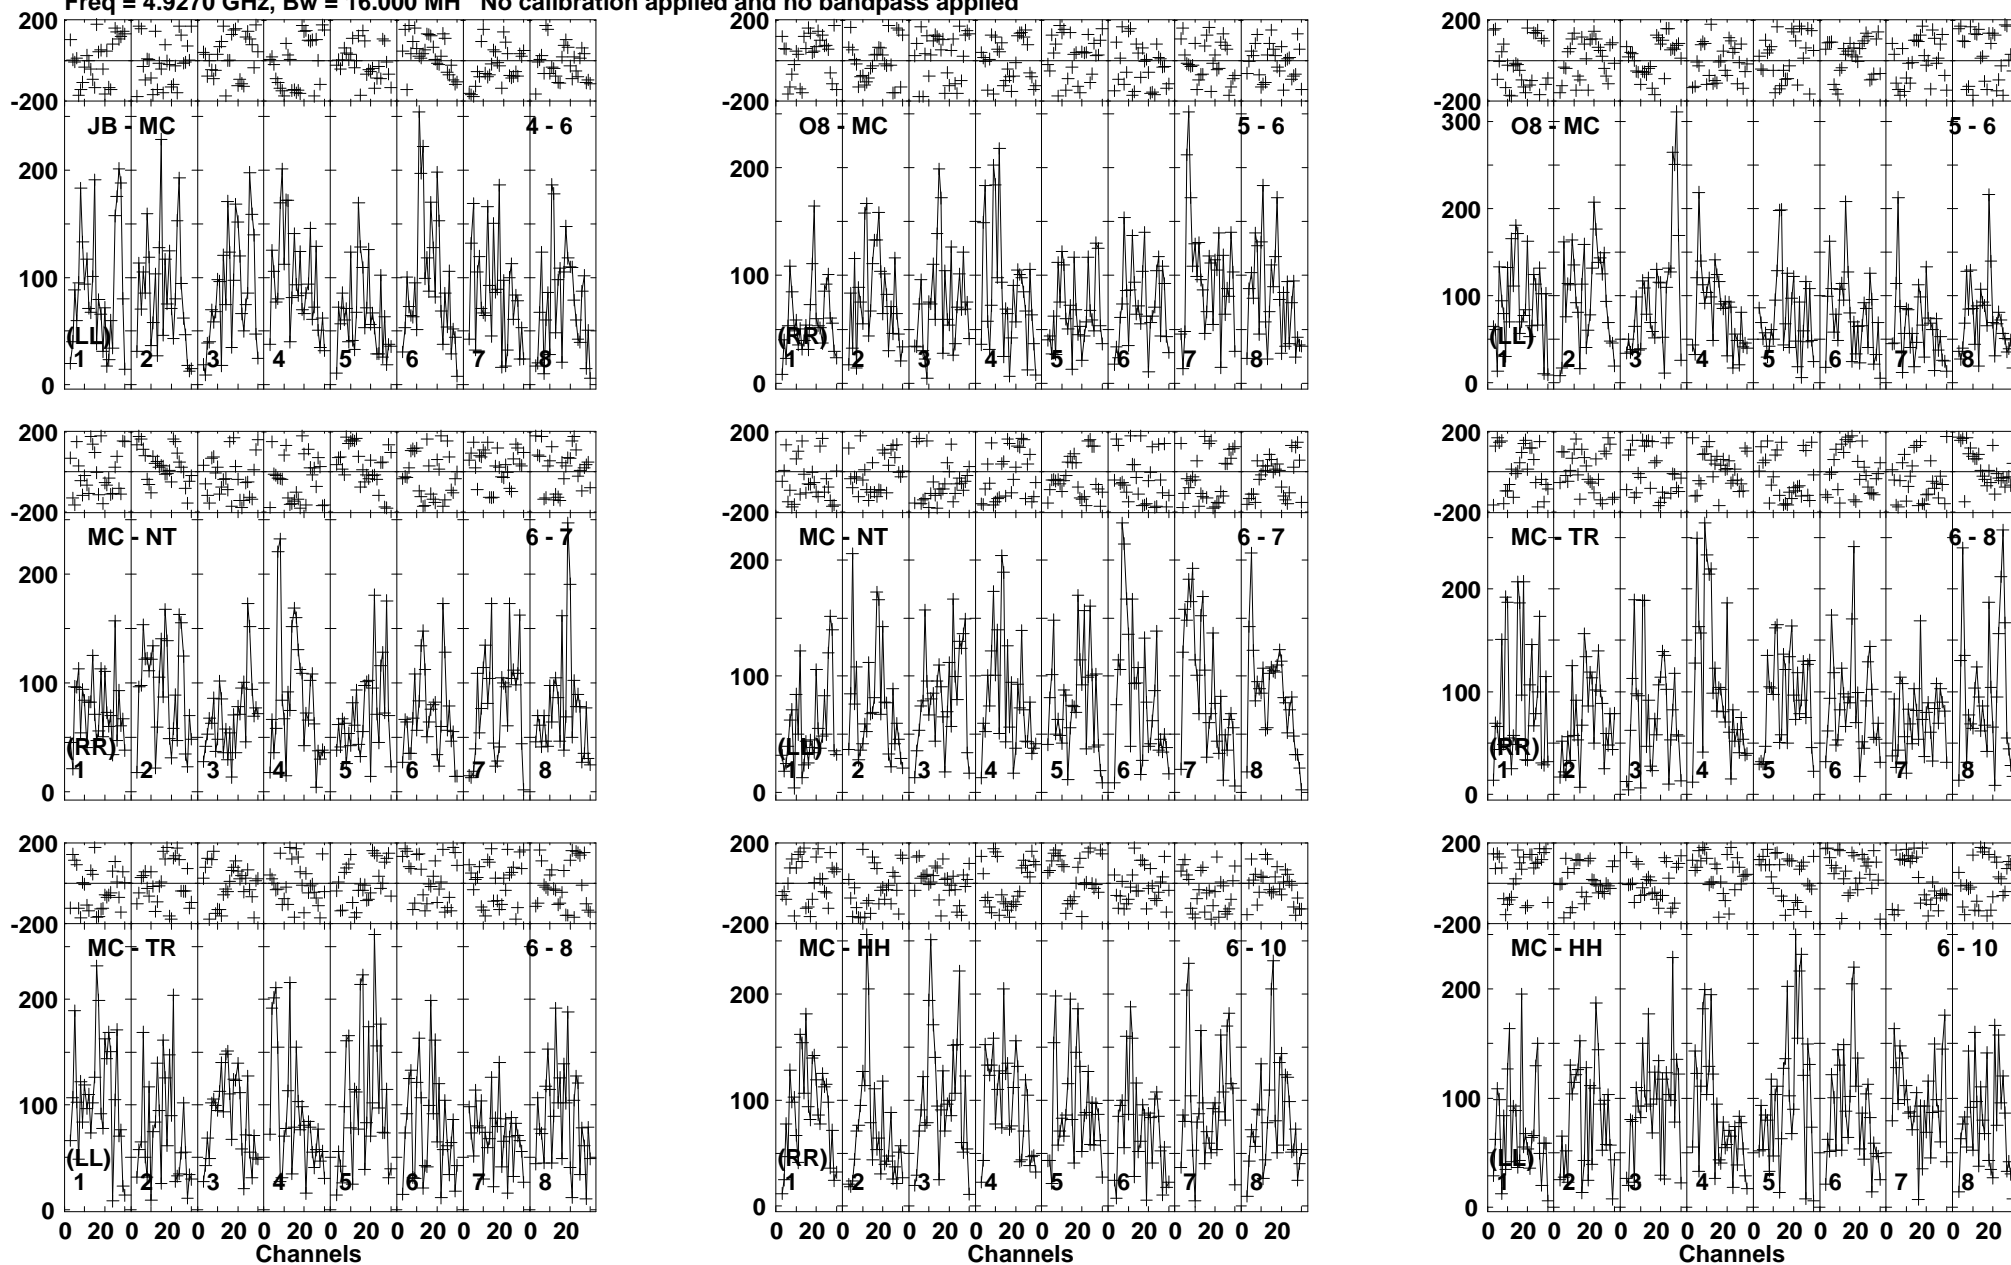 Freq = 4.9270 GHz, Bw = 16.000 MH No calibration applied and no bandpass applied
200 200 200
-200 -200 -200
JB - MC 4 - 6 O8 - MC 5 - 6 O8 - MC 5 - 6
300
200 200 200
100 100 100
(LL) (RR) (LL)
1 2 3 4 5 6 7 8 1 2 3 4 5 6 7 8 1 2 3 4 5 6 7 8
0 0 0
200 200 200
-200 -200 -200
MC - NT 6 - 7 MC - NT 6 - 7 MC - TR 6 - 8
200 200 200
100 100 100
(RR) (LL) (RR)
1 2 3 4 5 6 7 8 1 2 3 4 5 6 7 8 1 2 3 4 5 6 7 8
0 0 0
200 200 200
-200 -200 -200
MC - TR 6 - 8 MC - HH 6 - 10 MC - HH 6 - 10
200 200 200
100 100 100
(LL) (RR) (LL)
1 2 3 4 5 6 7 8 1 2 3 4 5 6 7 8 1 2 3 4 5 6 7 8
0 0 0
0 20 0 20 0 20 0 20 0 20 0 20 0 20 0 20 0 20 0 20 0 20 0 20 0 20 0 20 0 20 0 20 0 20 0 20 0 20 0 20 0 20 0 20 0 20 0 20
Channels Channels Channels